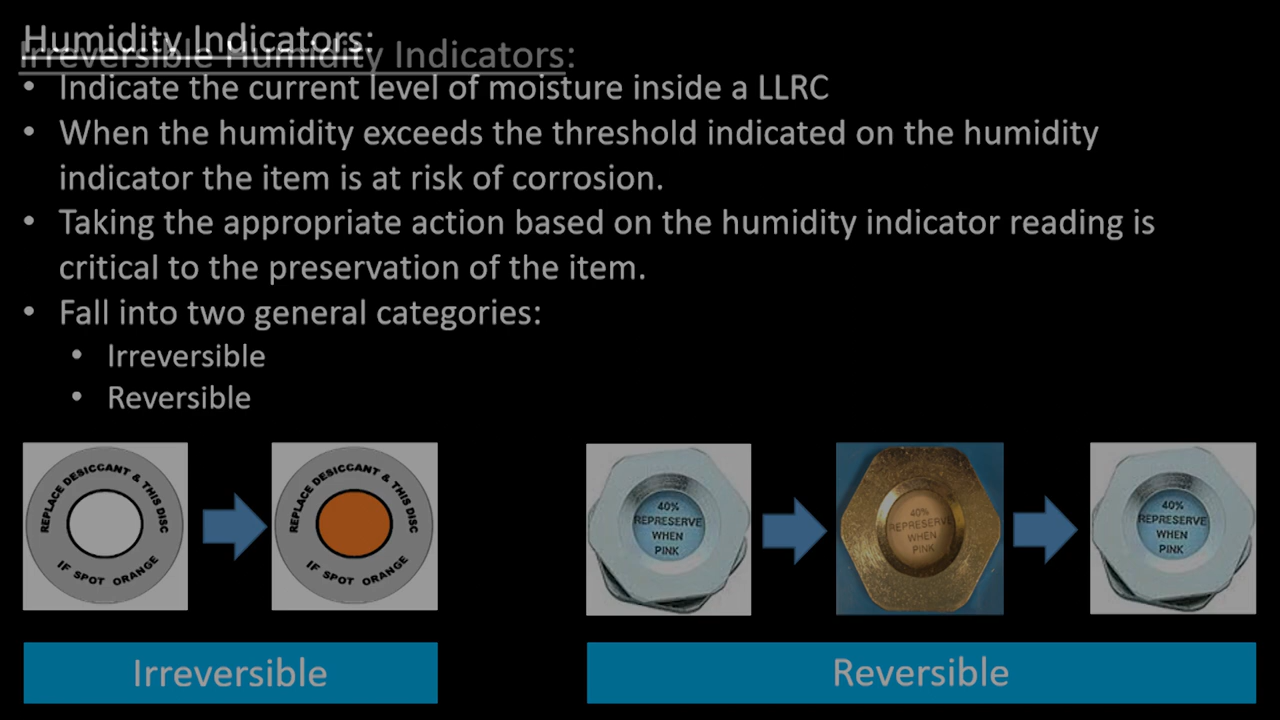 Humidity Indicators:
Irreversible Humidity Indicators:
• Indicate the current level of moisture inside a LLRC
• When the humidity exceeds the threshold indicated on the humidity
indicator the item is at risk of corrosion.
• Taking the appropriate action based on the humidity indicator reading is
critical to the preservation of the item.
• Fall into two general categories:
• Irreversible
• Reversible
REPLACE DESICCANT & THIS DISC
IF SPOT ORANGE
REPLACE DESICCANT & THIS DISC
IF SPOT ORANGE
40%
REPRESERVE
WHEN
PINK
40%
REPRESERVE
WHEN
PINK
40%
REPRESERVE
WHEN
PINK
Irreversible
Reversible